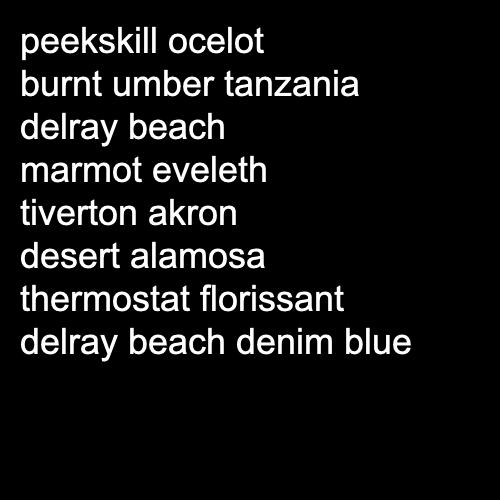 peekskill ocelot
burnt umber tanzania
delray beach
marmot eveleth
tiverton akron
desert alamosa
thermostat florissant
delray beach denim blue